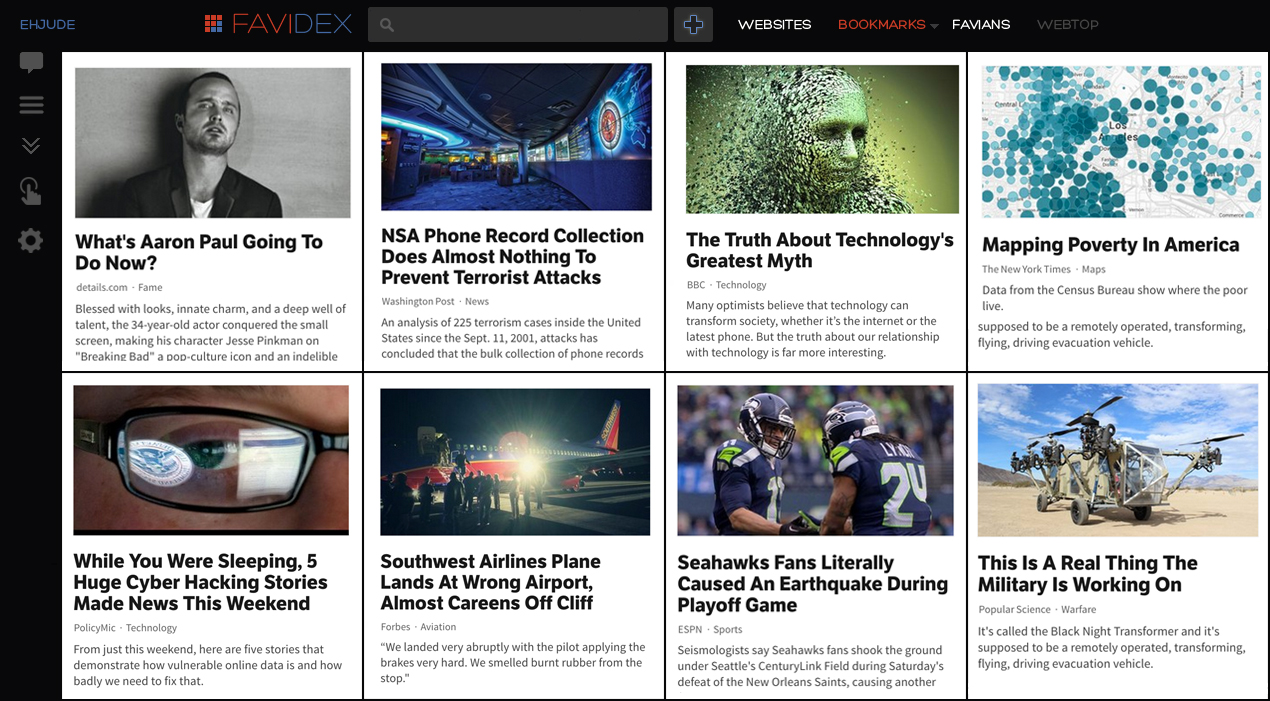 EHJUDE
FAVIDEX
WEBSITES
BOOKMARKS
FAVIANS
WEBTOP
What's Aaron Paul Going To
Do Now?
details.com · Fame
Blessed with looks, innate charm, and a deep well of
talent, the 34-year-old actor conquered the small
screen, making his character Jesse Pinkman on
"Breaking Bad" a pop-culture icon and an indelible
NSA Phone Record Collection
Does Almost Nothing To
Prevent Terrorist Attacks
Washington Post · News
An analysis of 225 terrorism cases inside the United
States since the Sept. 11, 2001, attacks has
concluded that the bulk collection of phone records
The Truth About Technology's
Greatest Myth
BBC · Technology
Many optimists believe that technology can
transform society, whether it's the internet or the
latest phone. But the truth about our relationship
with technology is far more interesting.
Central
Los
Angeles
Vernon
Commerce
Mapping Poverty In America
The New York Times · Maps
Data from the Census Bureau show where the poor
live.
supposed to be a remotely operated, transforming,
flying, driving evacuation vehicle.
While You Were Sleeping, 5
Huge Cyber Hacking Stories
Made News This Weekend
PolicyMic · Technology
From just this weekend, here are five stories that
demonstrate how vulnerable online data is and how
badly we need to fix that.
Southwest Airlines Plane
Lands At Wrong Airport,
Almost Careens Off Cliff
Forbes · Aviation
“We landed very abruptly with the pilot applying the
brakes very hard. We smelled burnt rubber from the
stop."
LYNCH
24
Seahawks Fans Literally
Caused An Earthquake During
Playoff Game
ESPN · Sports
Seismologists say Seahawks fans shook the ground
under Seattle's CenturyLink Field during Saturday's
defeat of the New Orleans Saints, causing another
This Is A Real Thing The
Military Is Working On
Popular Science · Warfare
It's called the Black Night Transformer and it's
supposed to be a remotely operated, transforming,
flying, driving evacuation vehicle.